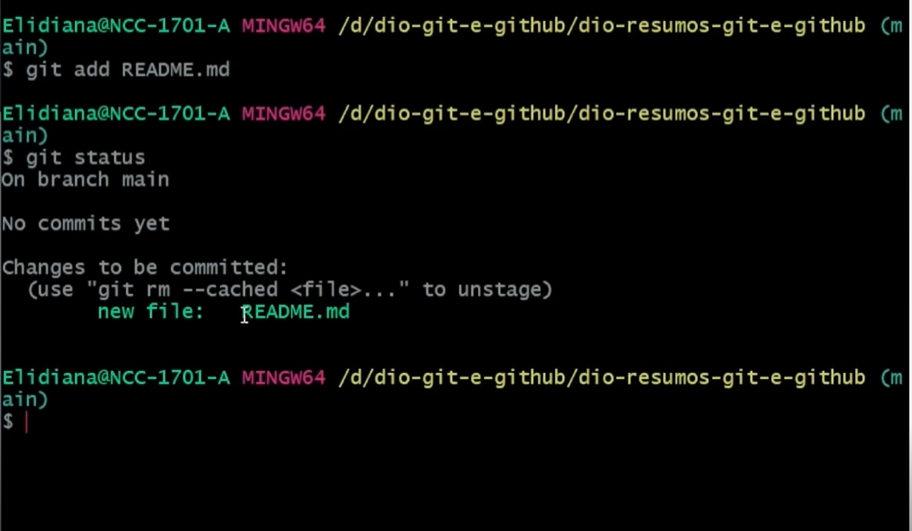 Elidiana@NCC-1701-A MINGW64 /d/dio-git-e-github/dio-resumos-git-e-github (m
ain)
$ git add README.md
Elidiana@NCC-1701-A MINGW64 /d/dio-git-e-github/dio-resumos-git-e-github (m
ain)
$ git status
On branch main
No commits yet
Changes to be committed:
(use "git rm --cached <file>..." to unstage)
new file: README.md
Elidiana@NCC-1701-A MINGW64 /d/dio-git-e-github/dio-resumos-git-e-github (m
ain)
$